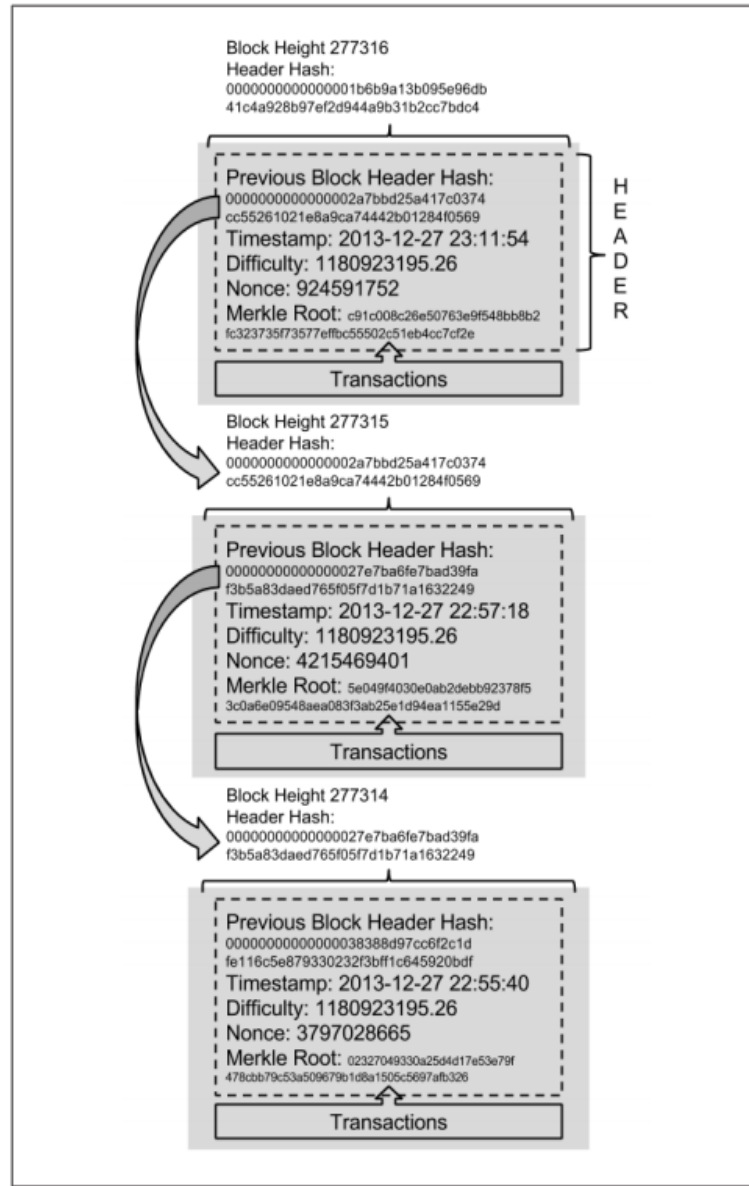 Block Height 277316
Header Hash:
0000000000000001b6b9a13b095e96db
41c4a928b97ef2d944a9b31b2cc7bdc4
Previous Block Header Hash:
0000000000000002a7bbd25a417c0374
cc55261021e8a9ca74442b01284f0569
Timestamp: 2013-12-27 23:11:54
Difficulty: 1180923195.26
Nonce: 924591752
Merkle Root: c91c008c26e50763e9f548bb8b2
fc323735f73577effbc55502c51eb4cc7cf2e
Transactions
HEADER
Block Height 277315
Header Hash:
0000000000000002a7bbd25a417c0374
cc55261021e8a9ca74442b01284f0569
Previous Block Header Hash:
00000000000000027e7ba6fe7bad39fa
f3b5a83daed765f05f7d1b71a1632249
Timestamp: 2013-12-27 22:57:18
Difficulty: 1180923195.26
Nonce: 4215469401
Merkle Root: 5e049f4030e0ab2debb92378f5
3c0a6e09548aea083f3ab25e1d94ea1155e29d
Transactions
Block Height 277314
Header Hash:
00000000000000027e7ba6fe7bad39fa
f3b5a83daed765f05f7d1b71a1632249
Previous Block Header Hash:
00000000000000038388d97cc6f2c1d
fe116c5e879330232f3bff1c645920bdf
Timestamp: 2013-12-27 22:55:40
Difficulty: 1180923195.26
Nonce: 3797028665
Merkle Root: 02327049330a25d4d17e53e79f
478cbb79c53a509679b1d8a1505c5697afb326
Transactions